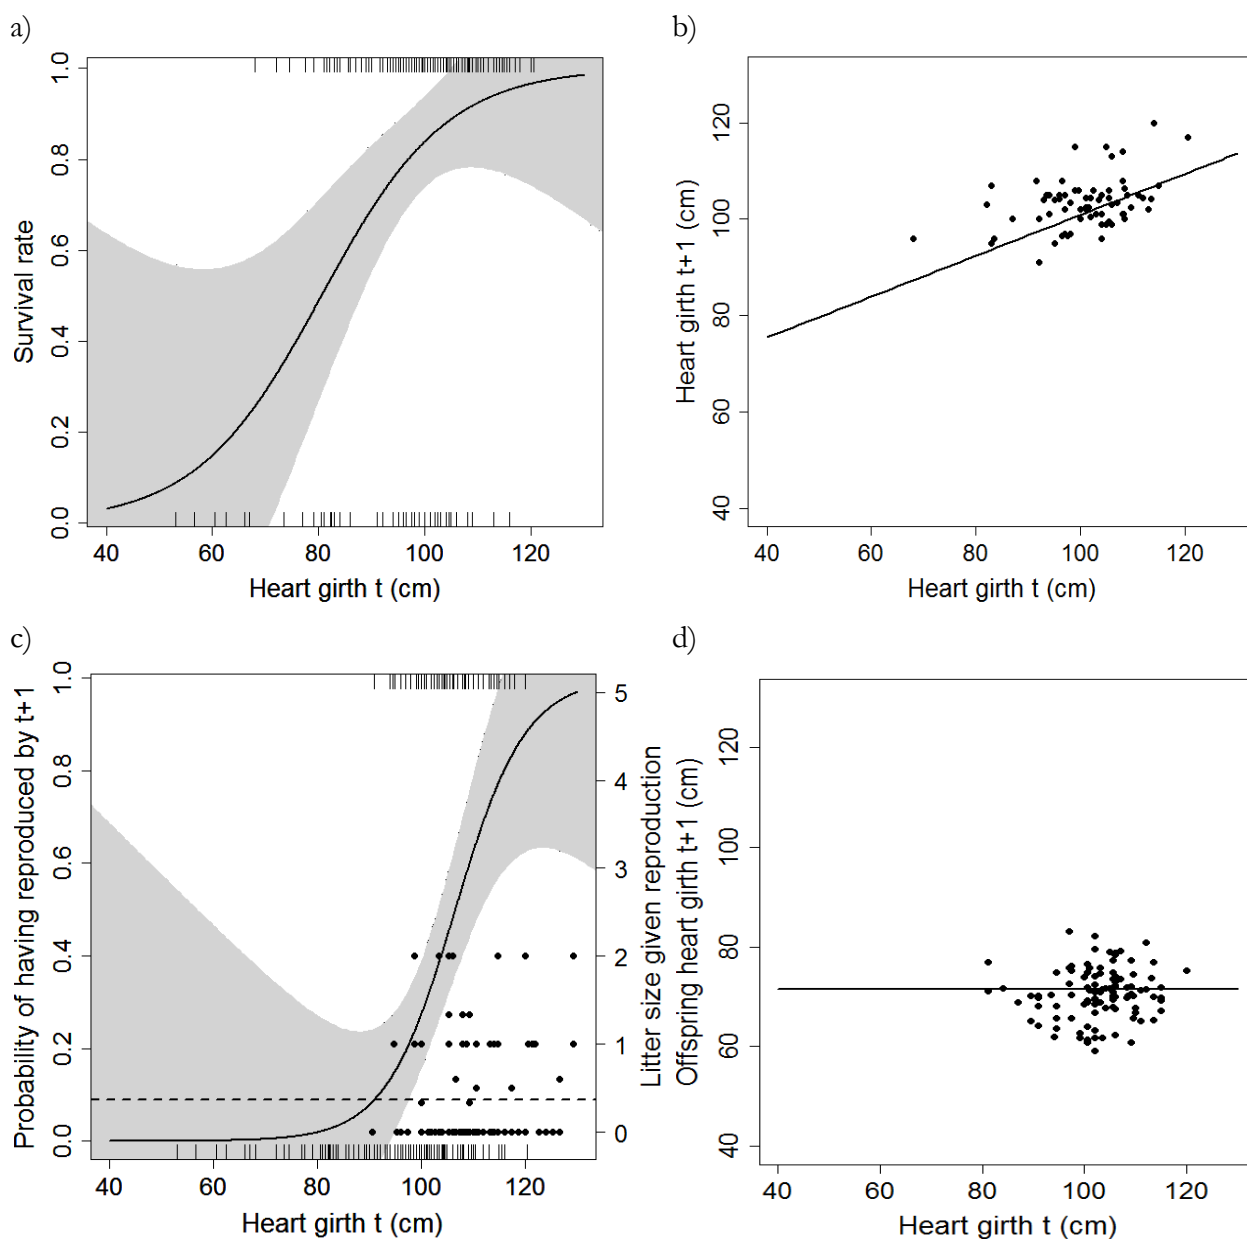 a)
Survival rate
0.0 0.2 0.4 0.6 0.8 1.0
40 60 80 100 120
Heart girth t (cm)
b)
Heart girth t+1 (cm)
40 60 80 100 120
40 60 80 100 120
Heart girth t (cm)
c)
Probability of having reproduced by t+1
0.0 0.2 0.4 0.6 0.8 1.0
0 1 2 3 4 5
Litter size given reproduction
40 60 80 100 120
Heart girth t (cm)
d)
Offspring heart girth t+1 (cm)
40 60 80 100 120
40 60 80 100 120
Heart girth t (cm)